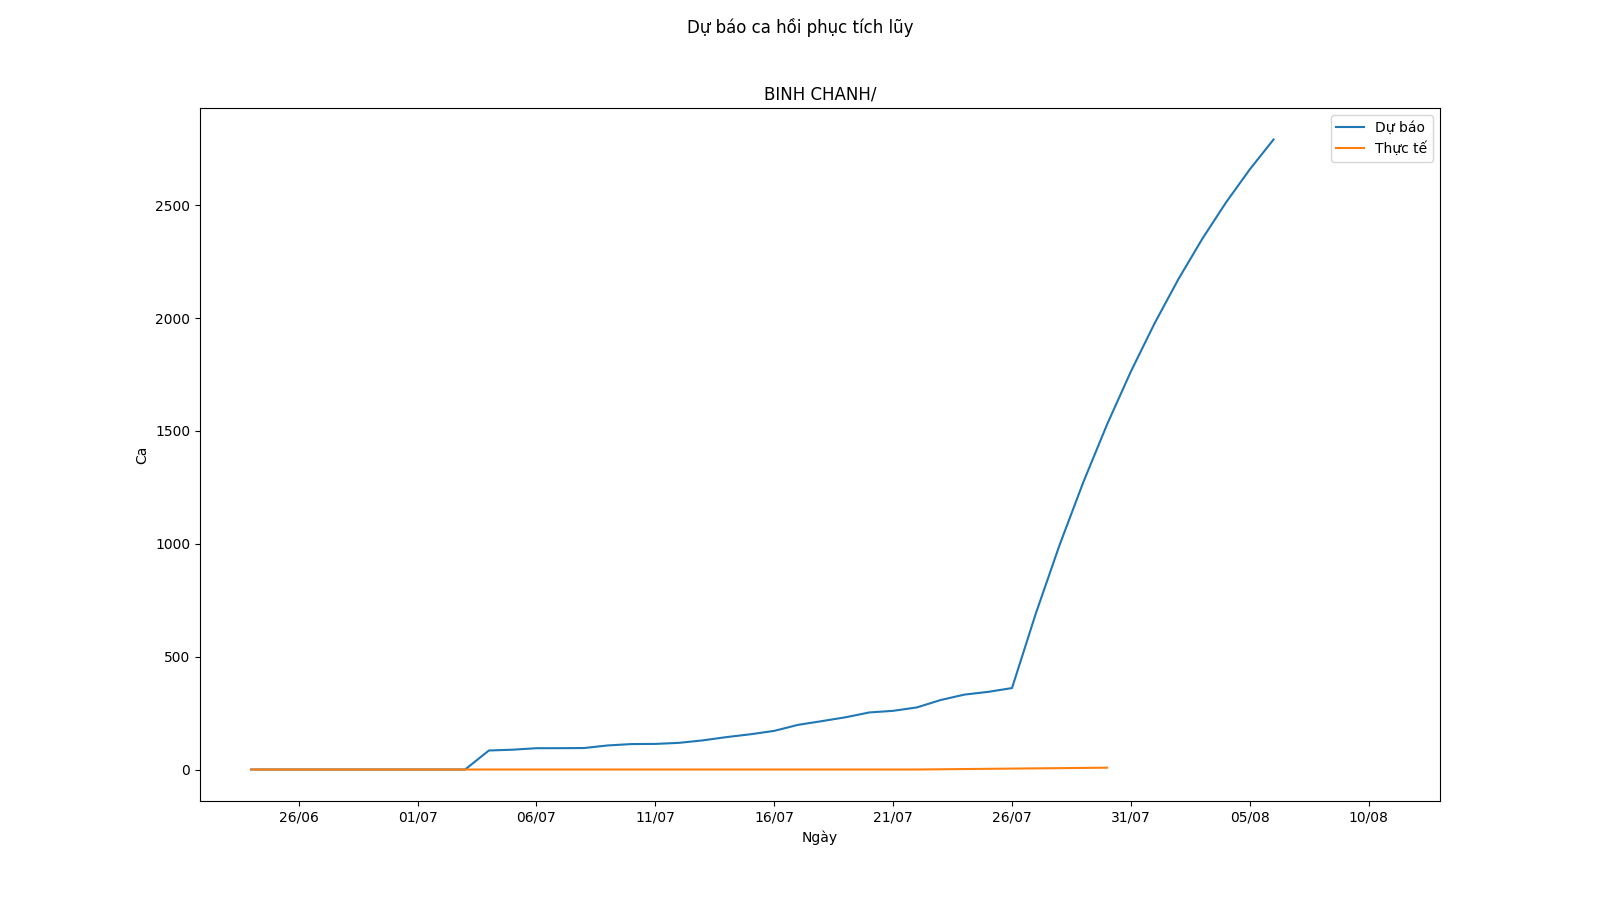 Dự báo ca hồi phục tích lũy
BINH CHANH/
Dự báo
Thực tế
2500
2000
1500
1000
500
0
Ca
26/06 01/07 06/07 11/07 16/07 21/07 26/07 31/07 05/08 10/08
Ngày